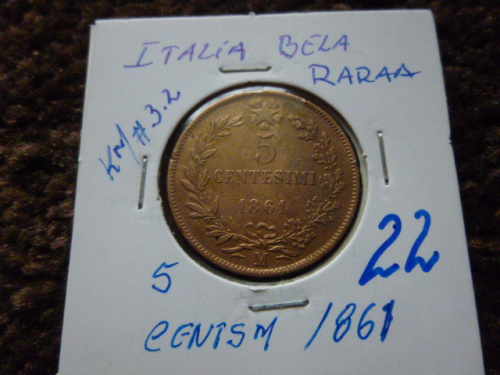 ITALIA BELA
RARAA
KM#3.2
5
CENTESIMI
1861
M
22
5
CENTSM 1861